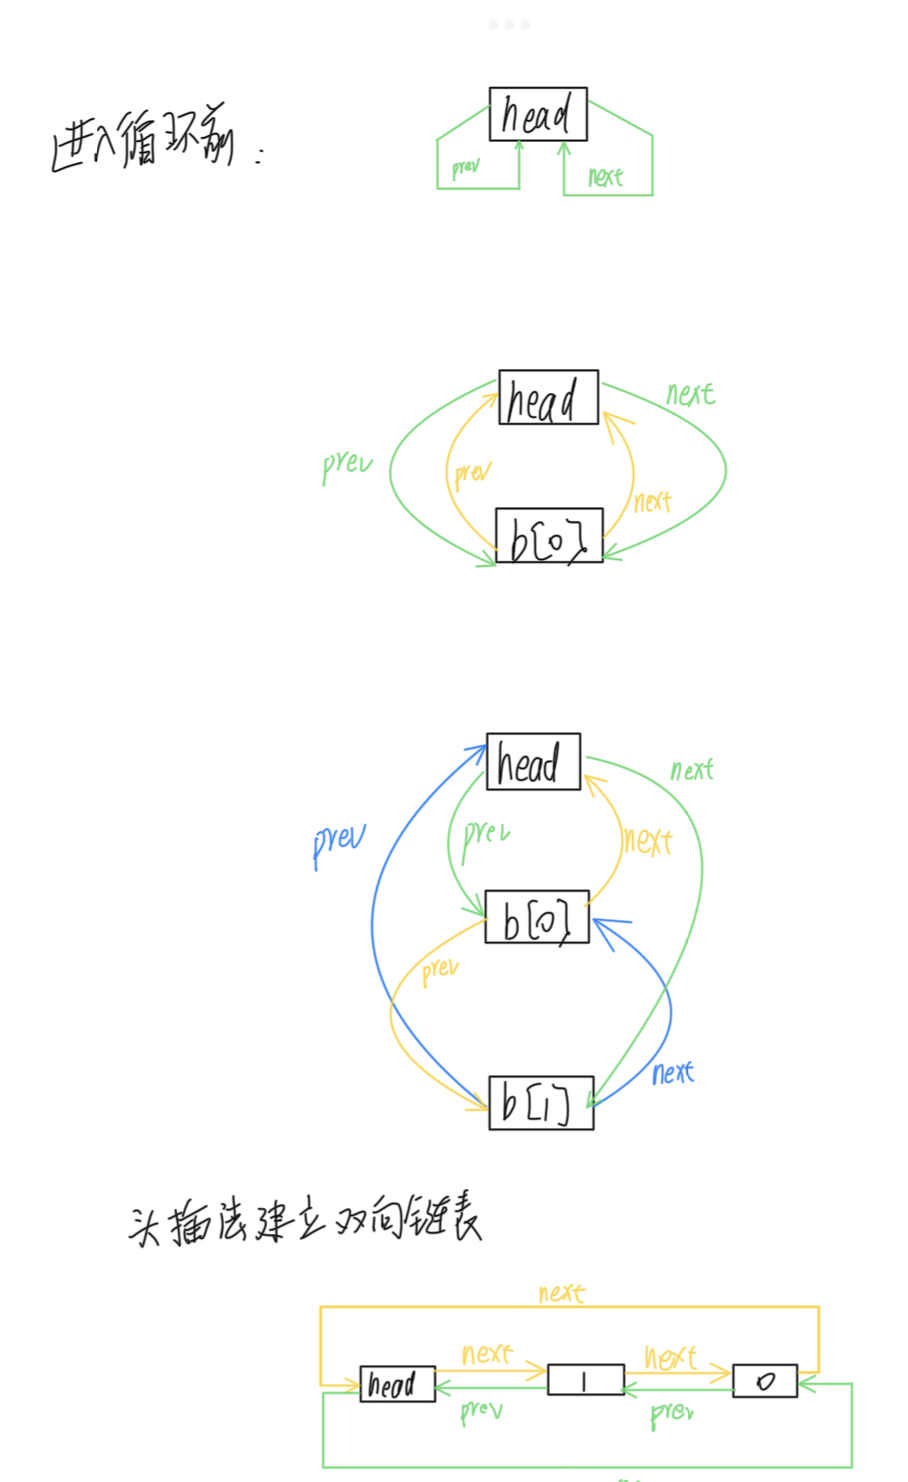 进入循环前：
head
prev
next
head
next
prev
prev
next
b[0]
head
next
prev
prev
next
b[0]
prev
next
b[1]
头插法建立双向链表
next
next
next
head
1
0
prev
prev